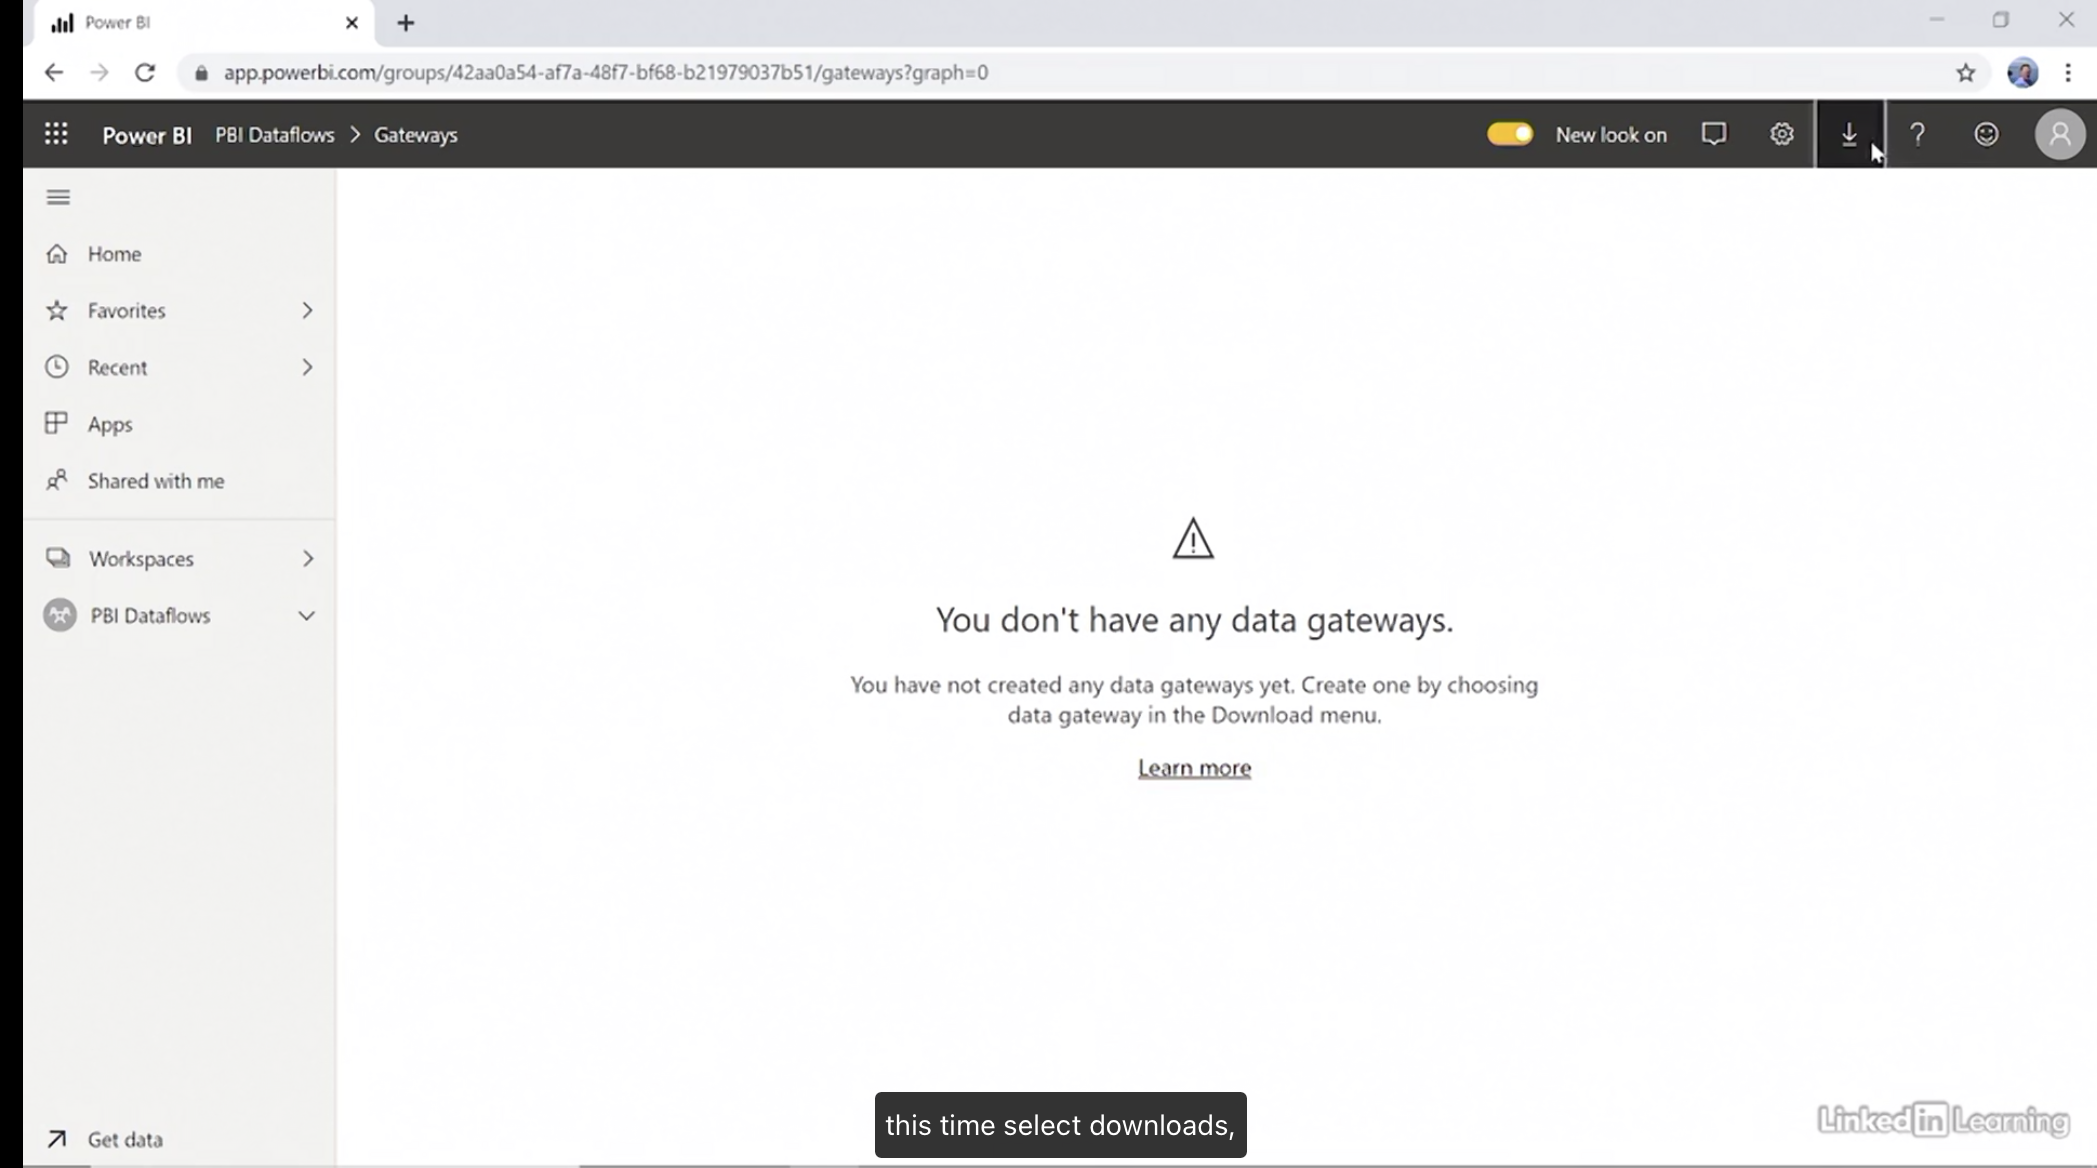 Power BI
app.powerbi.com/groups/42aa0a54-af7a-48f7-bf68-b21979037b51/gateways?graph=0
Power BI PBI Dataflows > Gateways New look on
Home
Favorites
Recent
Apps
Shared with me
Workspaces
PBI Dataflows
You don't have any data gateways.
You have not created any data gateways yet. Create one by choosing
data gateway in the Download menu.
Learn more
Get data
this time select downloads,
LinkedIn Learning